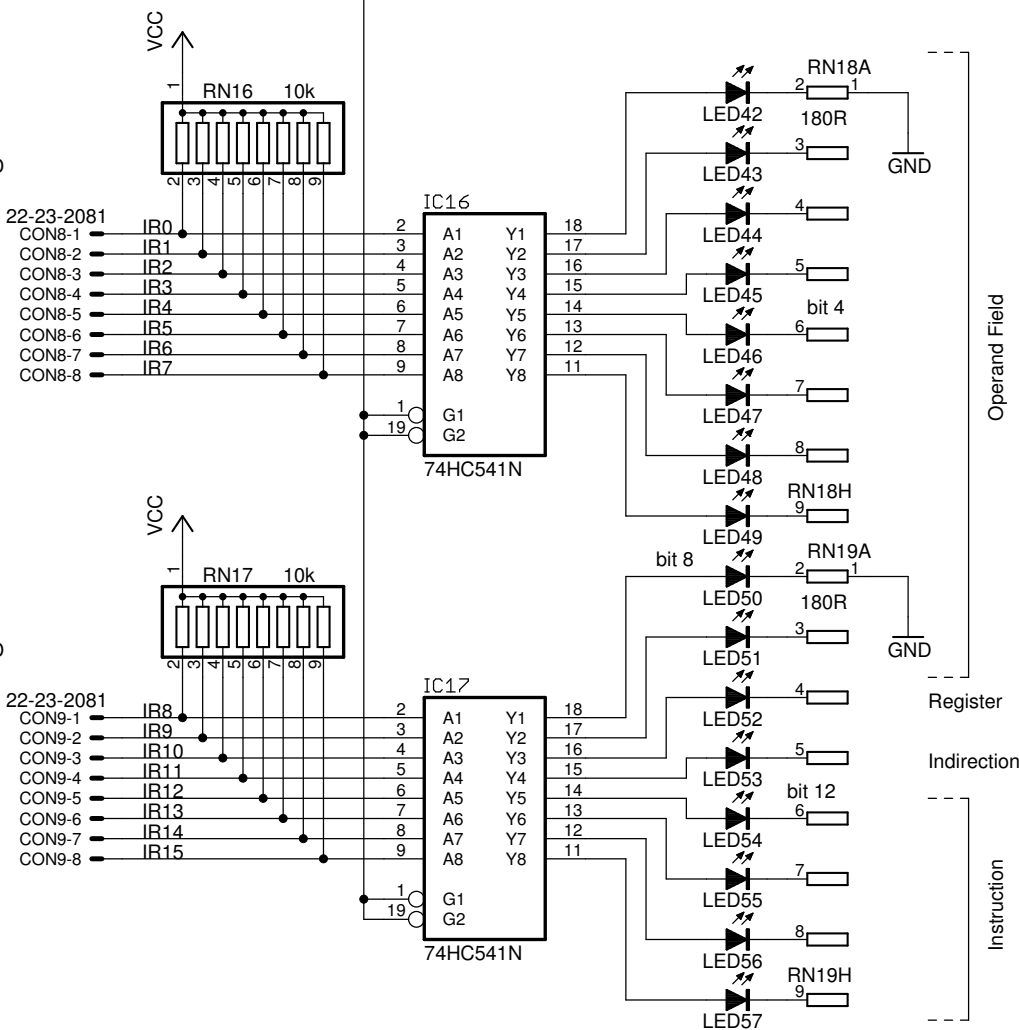 VCC
1
RN16 10k
2 3 4 5 6 7 8 9
22-23-2081
CON8-1 IR0
CON8-2 IR1
CON8-3 IR2
CON8-4 IR3
CON8-5 IR4
CON8-6 IR5
CON8-7 IR6
CON8-8 IR7
IC16
2 A1 Y1 18
3 A2 Y2 17
4 A3 Y3 16
5 A4 Y4 15
6 A5 Y5 14
7 A6 Y6 13
8 A7 Y7 12
9 A8 Y8 11
1 G1
19 G2
74HC541N
RN18A
LED42 2 1
180R
GND
LED43 3
LED44 4
LED45 5
bit 4
LED46 6
LED47 7
LED48 8
RN18H
LED49 9
Operand Field
VCC
1
RN17 10k
2 3 4 5 6 7 8 9
22-23-2081
CON9-1 IR8
CON9-2 IR9
CON9-3 IR10
CON9-4 IR11
CON9-5 IR12
CON9-6 IR13
CON9-7 IR14
CON9-8 IR15
IC17
2 A1 Y1 18
3 A2 Y2 17
4 A3 Y3 16
5 A4 Y4 15
6 A5 Y5 14
7 A6 Y6 13
8 A7 Y7 12
9 A8 Y8 11
1 G1
19 G2
74HC541N
bit 8
RN19A
LED50 2 1
180R
GND
LED51 3
LED52 4
Register
LED53 5
Indirection
bit 12
LED54 6
LED55 7
LED56 8
RN19H
LED57 9
Instruction